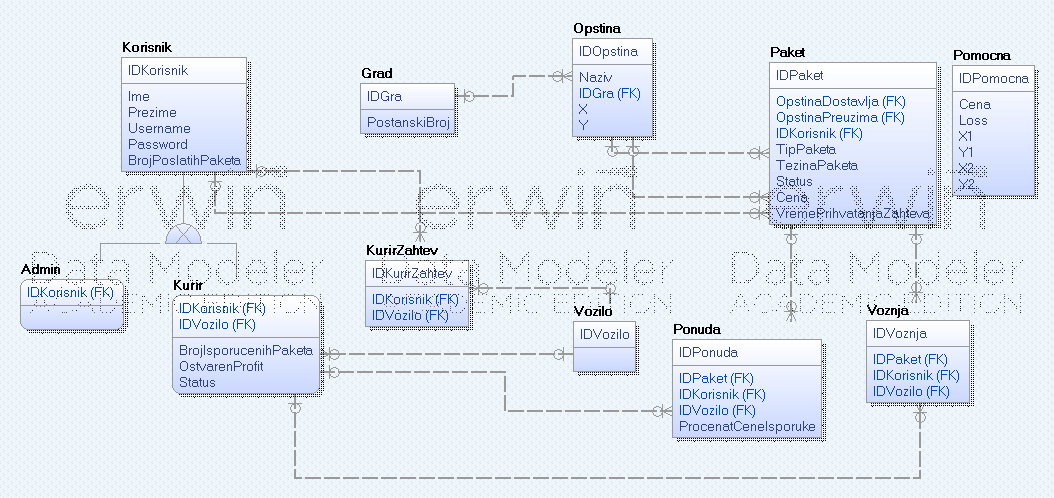 Korisnik
IDKorisnik
Ime
Prezime
Username
Password
BrojPoslatihPaketa
Grad
IDGra
PostanskiBroj
Opstina
IDOpstina
Naziv
IDGra (FK)
X
Y
Paket
IDPaket
OpstinaDostavlja (FK)
OpstinaPreuzima (FK)
IDKorisnik (FK)
TipPaketa
TezinaPaketa
Status
Cena
VremePrihvatanjaZahteva
Pomocna
IDPomocna
Cena
Loss
X1
Y1
X2
Y2
erwin
erwin
erwin
Data Modeler
Data Modeler
Data Modeler
ACADEMIC EDITION
ACADEMIC EDITION
ACADEMIC EDITION
Admin
IDKorisnik (FK)
Kurir
IDKorisnik (FK)
IDVozilo (FK)
BrojIsporucenihPaketa
OstvarenProfit
Status
KurirZahtev
IDKurirZahtev
IDKorisnik (FK)
IDVozilo (FK)
Vozilo
IDVozilo
Ponuda
IDPonuda
IDPaket (FK)
IDKorisnik (FK)
IDVozilo (FK)
ProcenatCeneIsporuke
Voznja
IDVoznja
IDPaket (FK)
IDKorisnik (FK)
IDVozilo (FK)